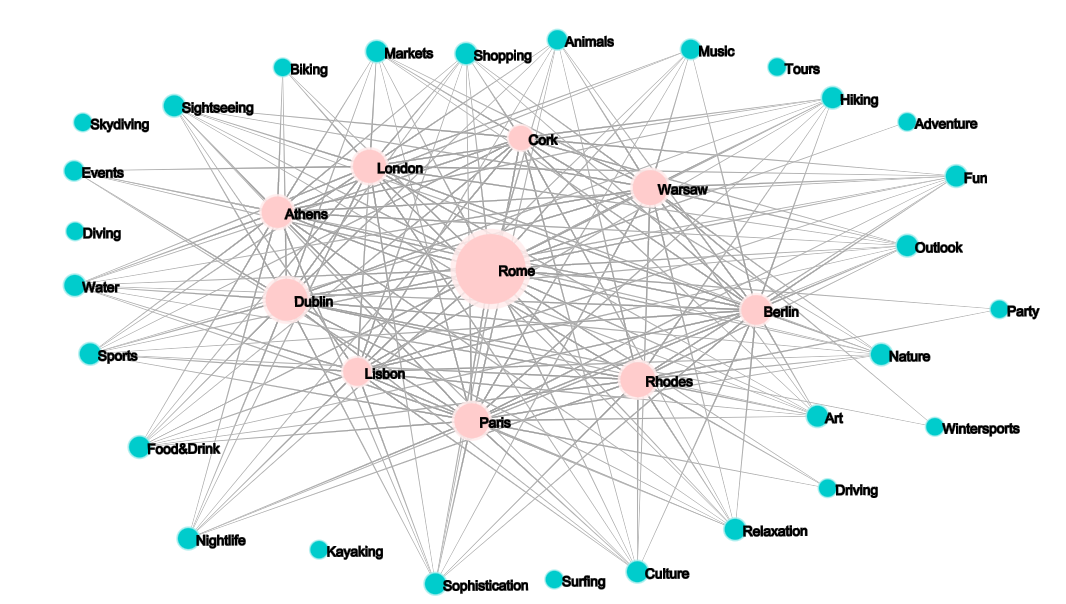 Animals
Markets
Shopping
Music
Biking
Tours
Sightseeing
Hiking
Skydiving
Adventure
Cork
London
Events
Fun
Warsaw
Athens
Diving
Outlook
Rome
Water
Dublin
Berlin
Party
Sports
Nature
Lisbon
Rhodes
Art
Paris
Wintersports
Food&Drink
Driving
Relaxation
Nightlife
Kayaking
Culture
Surfing
Sophistication